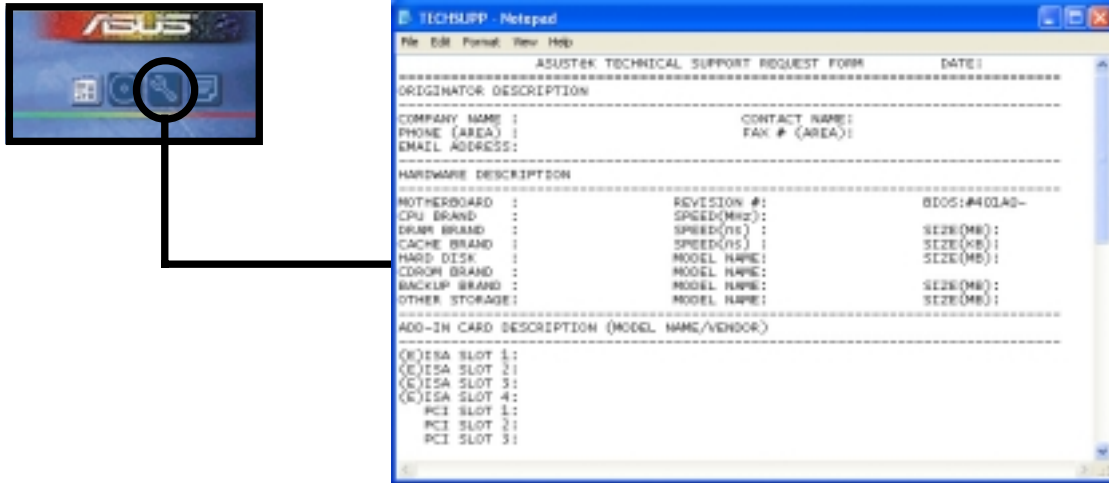 ASUS
TECHSUPP - Notepad
File Edit Format View Help
ASUSTeK TECHNICAL SUPPORT REQUEST FORM DATE:
ORIGINATOR DESCRIPTION
COMPANY NAME : CONTACT NAME:
PHONE (AREA) : FAX # (AREA):
EMAIL ADDRESS:
HARDWARE DESCRIPTION
MOTHERBOARD : REVISION #: BIOS:#401A0-
CPU BRAND : SPEED(MHz):
DRAM BRAND : SPEED(ns) : SIZE(MB):
CACHE BRAND : SPEED(ns) : SIZE(KB):
HARD DISK : MODEL NAME: SIZE(MB):
CDROM BRAND : MODEL NAME:
BACKUP BRAND : MODEL NAME: SIZE(MB):
OTHER STORAGE: MODEL NAME: SIZE(MB):
ADD-IN CARD DESCRIPTION (MODEL NAME/VENDOR)
(E)ISA SLOT 1:
(E)ISA SLOT 2:
(E)ISA SLOT 3:
(E)ISA SLOT 4:
PCI SLOT 1:
PCI SLOT 2:
PCI SLOT 3: